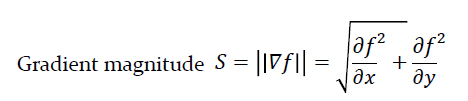 Gradient magnitude S = ||∇f|| = √(∂f²/∂x + ∂f²/∂y)